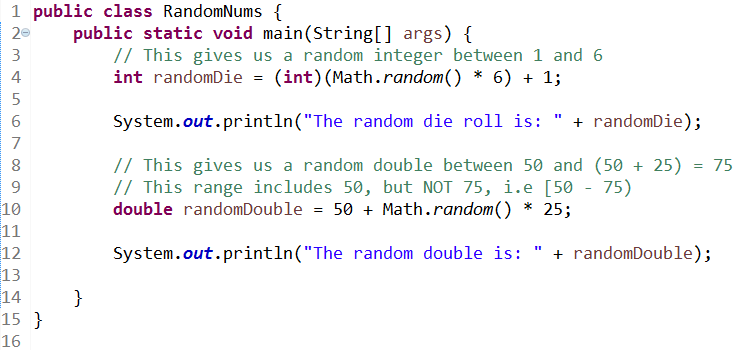 1 public class RandomNums {
2     public static void main(String[] args) {
3         // This gives us a random integer between 1 and 6
4         int randomDie = (int)(Math.random() * 6) + 1;
5
6         System.out.println("The random die roll is: " + randomDie);
7
8         // This gives us a random double between 50 and (50 + 25) = 75
9         // This range includes 50, but NOT 75, i.e [50 - 75)
10         double randomDouble = 50 + Math.random() * 25;
11
12         System.out.println("The random double is: " + randomDouble);
13
14     }
15 }
16